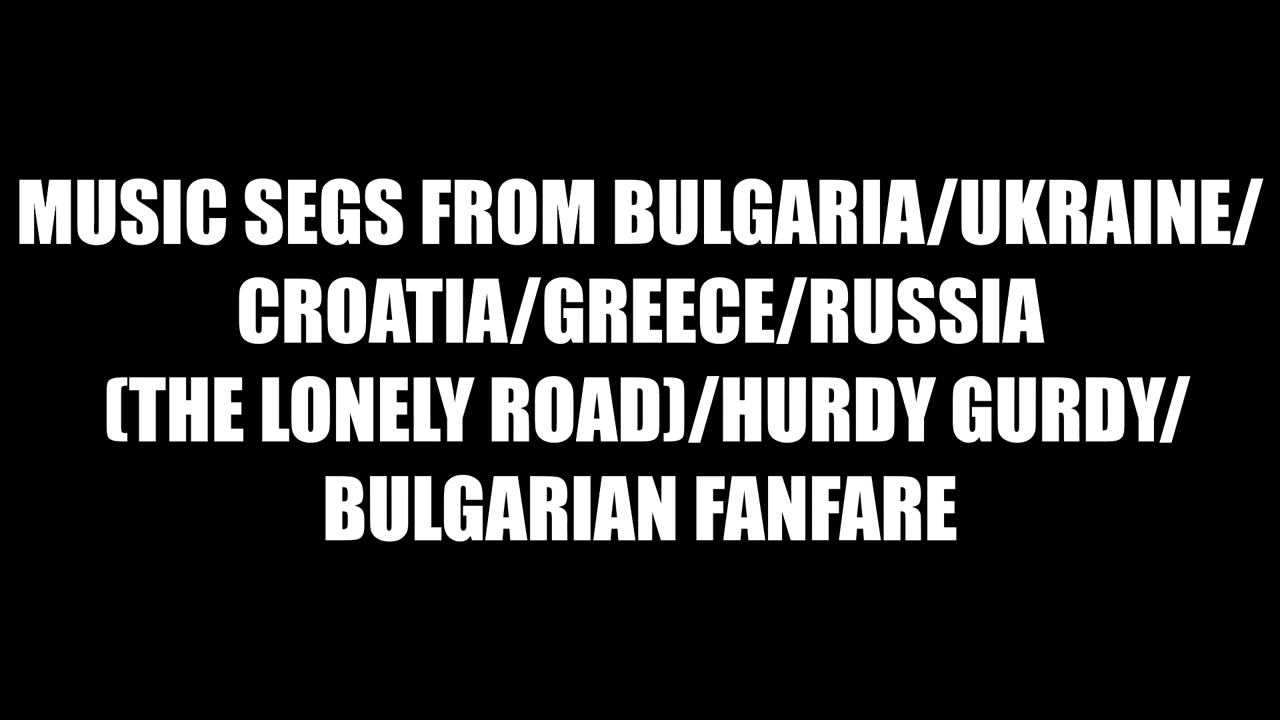 MUSIC SEGS FROM BULGARIA/UKRAINE/
CROATIA/GREECE/RUSSIA
(THE LONELY ROAD)/HURDY GURDY/
BULGARIAN FANFARE